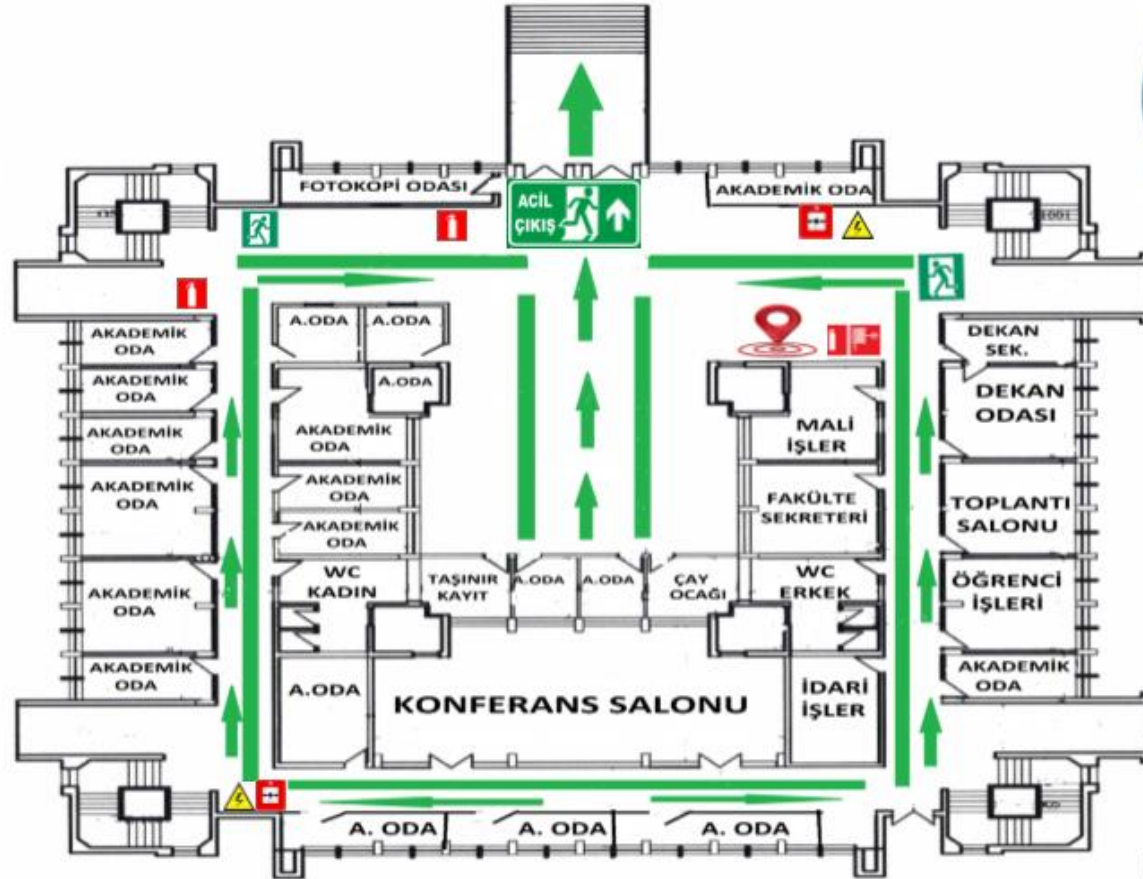 FOTOKOPİ ODASI
ACİL
ÇIKIŞ
AKADEMİK ODA
1001
AKADEMİK
ODA
A.ODA
A.ODA
DEKAN
SEK.
AKADEMİK
ODA
A.ODA
DEKAN
ODASI
AKADEMİK
ODA
AKADEMİK
ODA
MALİ
İŞLER
AKADEMİK
ODA
AKADEMİK
ODA
FAKÜLTE
SEKRETERİ
TOPLANTI
SALONU
AKADEMİK
ODA
WC
KADIN
TAŞINIR
KAYIT
A.ODA
A.ODA
ÇAY
OCAĞI
WC
ERKEK
ÖĞRENCİ
İŞLERİ
AKADEMİK
ODA
AKADEMİK
ODA
A.ODA
KONFERANS SALONU
İDARİ
İŞLER
AKADEMİK
ODA
A. ODA
A. ODA
A. ODA